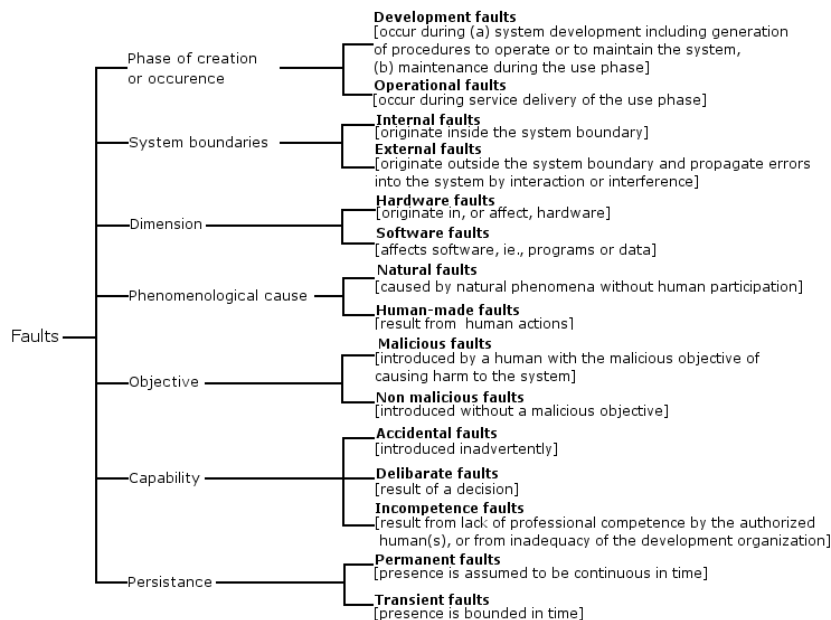 Faults
Phase of creation
or occurence
Development faults
[occur during (a) system development including generation
of procedures to operate or to maintain the system,
(b) maintenance during the use phase]
Operational faults
[occur during service delivery of the use phase]
System boundaries
Internal faults
[originate inside the system boundary]
External faults
[originate outside the system boundary and propagate errors
into the system by interaction or interference]
Dimension
Hardware faults
[originate in, or affect, hardware]
Software faults
[affects software, ie., programs or data]
Phenomenological cause
Natural faults
[caused by natural phenomena without human participation]
Human-made faults
[result from human actions]
Objective
Malicious faults
[introduced by a human with the malicious objective of
causing harm to the system]
Non malicious faults
[introduced without a malicious objective]
Capability
Accidental faults
[introduced inadvertently]
Delibarate faults
[result of a decision]
Incompetence faults
[result from lack of professional competence by the authorized
human(s), or from inadequacy of the development organization]
Persistance
Permanent faults
[presence is assumed to be continuous in time]
Transient faults
[presence is bounded in time]